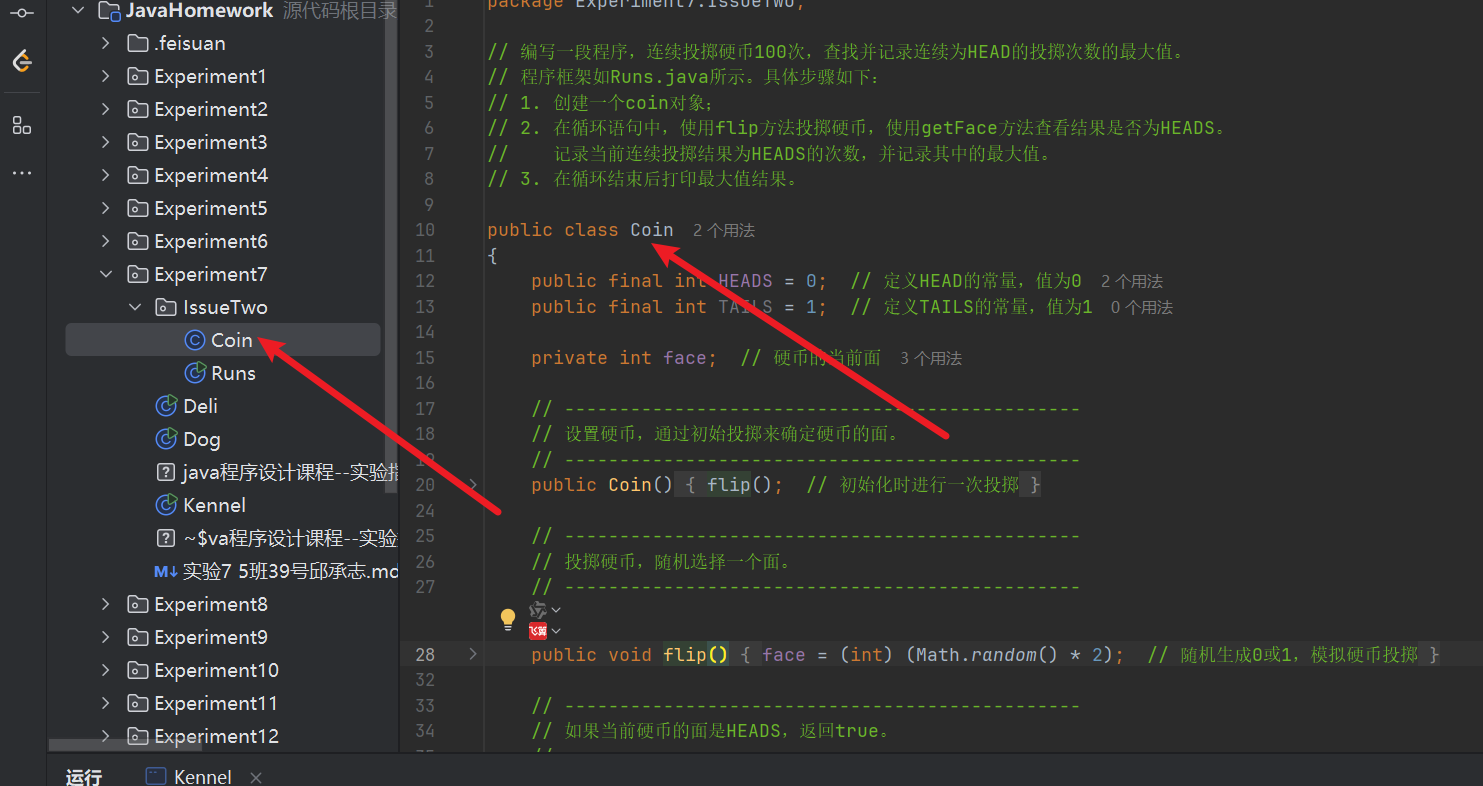 JavaHomework 源代码根目录
.feisuan
Experiment1
Experiment2
Experiment3
Experiment4
Experiment5
Experiment6
Experiment7
IssueTwo
Coin
Runs
Deli
Dog
java程序设计课程--实验指
Kennel
~$va程序设计课程--实验
M↓ 实验7 5班39号邱承志.md
Experiment8
Experiment9
Experiment10
Experiment11
Experiment12
1 package Experiment7.IssueTwo;
2
3 // 编写一段程序，连续投掷硬币100次，查找并记录连续为HEAD的投掷次数的最大值。
4 // 程序框架如Runs.java所示。具体步骤如下：
5 // 1. 创建一个coin对象；
6 // 2. 在循环语句中，使用flip方法投掷硬币，使用getFace方法查看结果是否为HEADS。
7 // 记录当前连续投掷结果为HEADS的次数，并记录其中的最大值。
8 // 3. 在循环结束后打印最大值结果。
9
10 public class Coin 2 个用法
11 {
12 public final int HEADS = 0; // 定义HEAD的常量，值为0 2 个用法
13 public final int TAILS = 1; // 定义TAILS的常量，值为1 0 个用法
14
15 private int face; // 硬币的当前面 3 个用法
16
17 // -----------------------------------------------
18 // 设置硬币，通过初始投掷来确定硬币的面。
19 // -----------------------------------------------
20 public Coin() { flip(); // 初始化时进行一次投掷 }
24
25 // -----------------------------------------------
26 // 投掷硬币，随机选择一个面。
27 // -----------------------------------------------
飞算
28 public void flip() { face = (int) (Math.random() * 2); // 随机生成0或1，模拟硬币投掷 }
32
33 // -----------------------------------------------
34 // 如果当前硬币的面是HEADS，返回true。
运行 Kennel